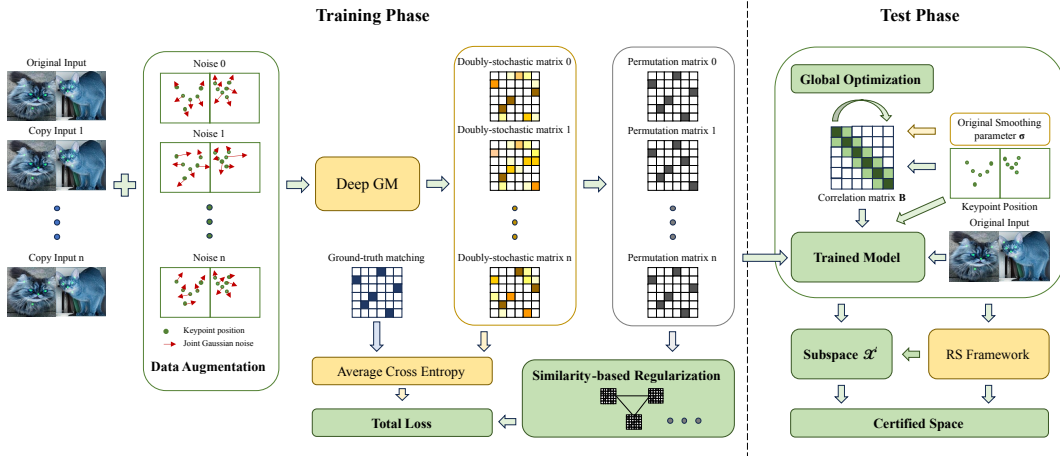 Training Phase
Test Phase
Original Input
Copy Input 1
Copy Input n
Noise 0
Noise 1
Noise n
Keypoint position
Joint Gaussian noise
Data Augmentation
Deep GM
Ground-truth matching
Doubly-stochastic matrix 0
Doubly-stochastic matrix 1
Doubly-stochastic matrix n
Permutation matrix 0
Permutation matrix 1
Permutation matrix n
Average Cross Entropy
Total Loss
Similarity-based Regularization
Global Optimization
Original Smoothing
parameter σ
Correlation matrix B
Keypoint Position
Original Input
Trained Model
Subspace 𝒳′
RS Framework
Certified Space